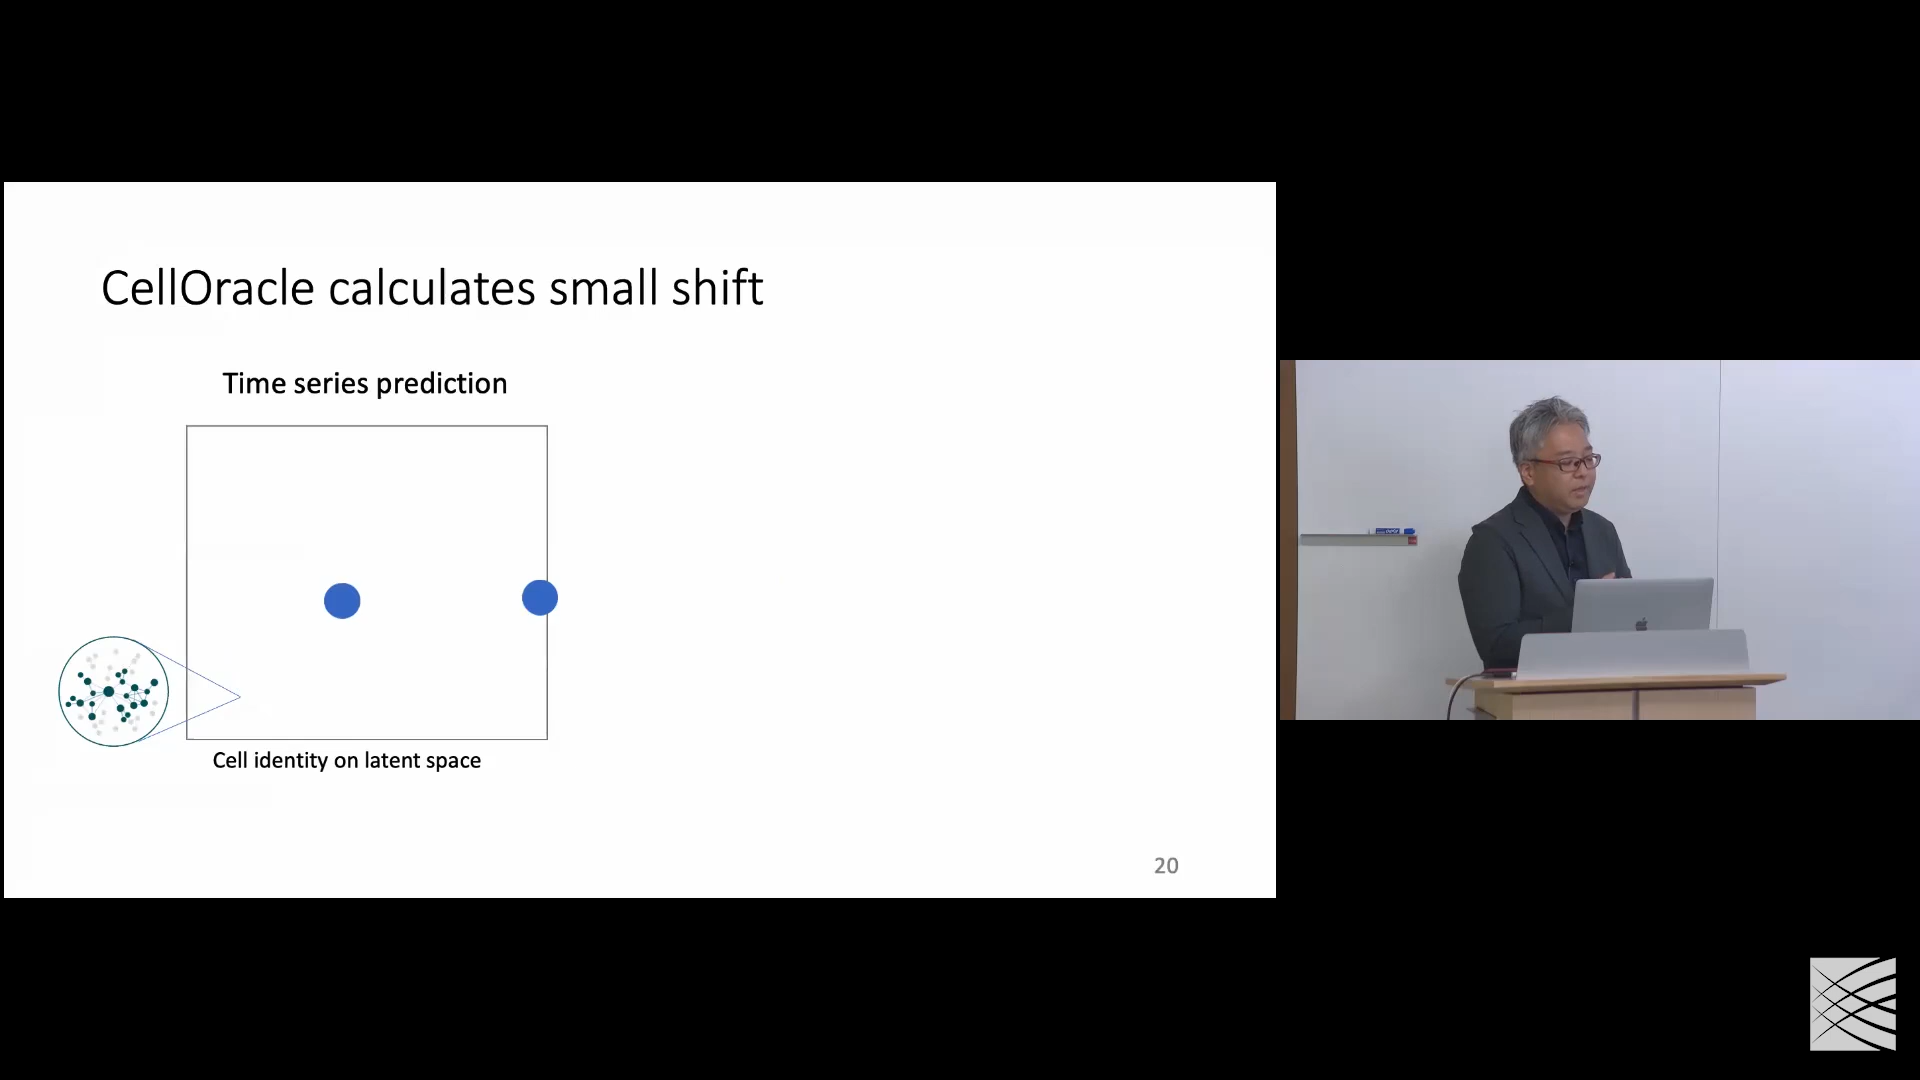 CellOracle calculates small shift
Time series prediction
Cell identity on latent space
20